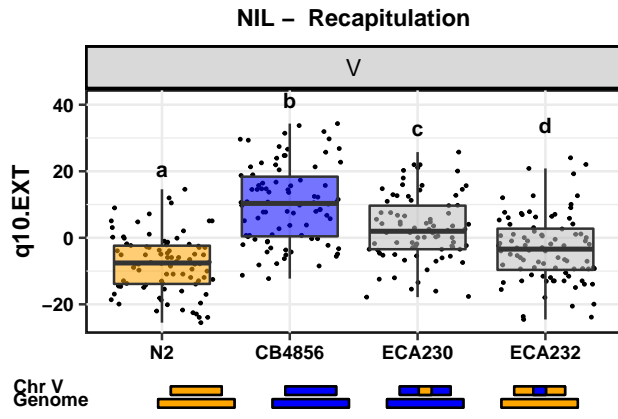 NIL – Recapitulation
V
q10.EXT
40
20
0
−20
a
b
c
d
N2 CB4856 ECA230 ECA232
Chr V
Genome